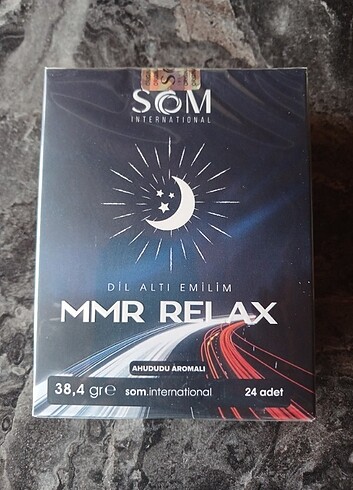 SOM
INTERNATIONAL
DİL ALTI EMİLİM
MMR RELAX
AHUDUDU AROMALI
38,4 gr℮
som.international
24 adet